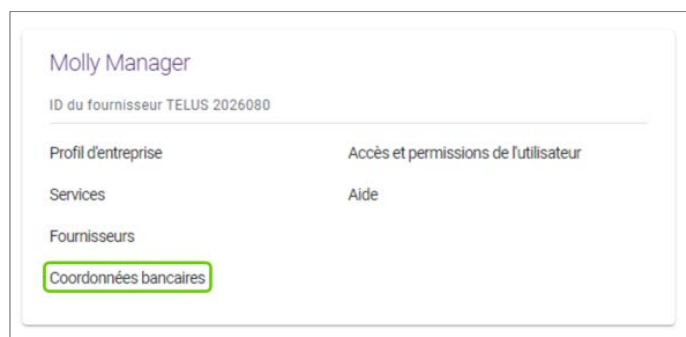 Molly Manager
ID du fournisseur TELUS 2026080
Profil d'entreprise
Accès et permissions de l'utilisateur
Services
Aide
Fournisseurs
Coordonnées bancaires